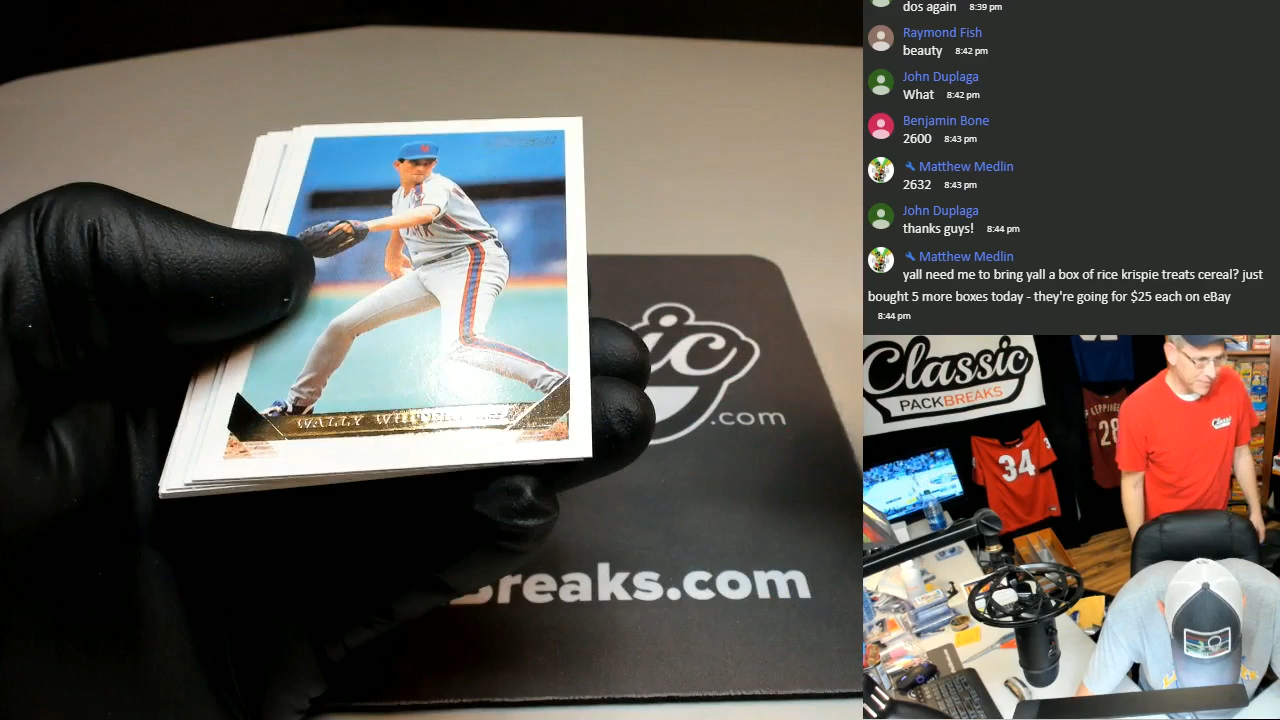 dos again 8:39 pm
Raymond Fish
beauty 8:42 pm
John Duplaga
What 8:42 pm
Benjamin Bone
2600 8:43 pm
Matthew Medlin
2632 8:43 pm
John Duplaga
thanks guys! 8:44 pm
Matthew Medlin
yall need me to bring yall a box of rice krispie treats cereal? just
bought 5 more boxes today - they're going for $25 each on eBay
8:44 pm
WALLY
ic
.com
Breaks.com
Classic
PACKBREAKS
34
28